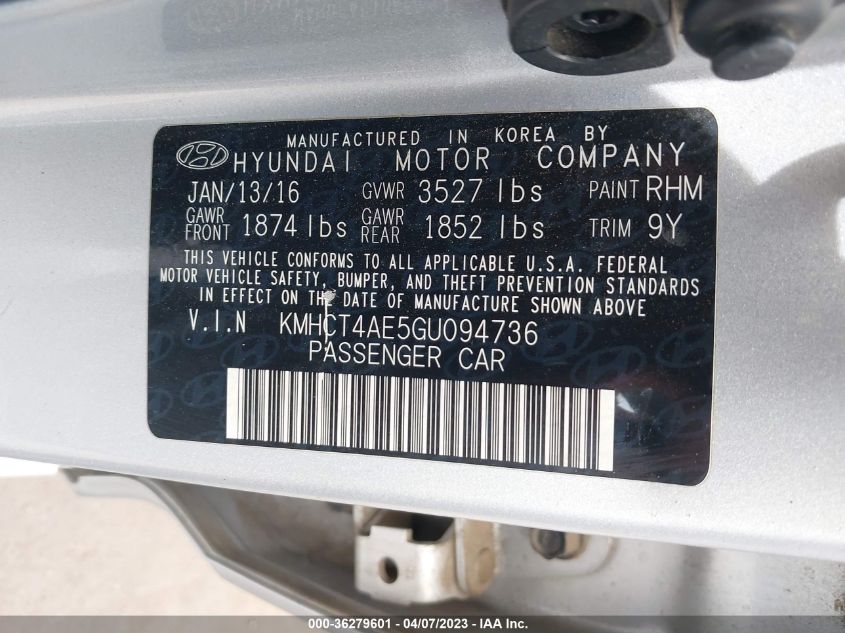 MANUFACTURED IN KOREA BY
HYUNDAI MOTOR COMPANY
JAN/13/16 GVWR 3527 lbs PAINT RHM
GAWR FRONT 1874 lbs GAWR REAR 1852 lbs TRIM 9Y
THIS VEHICLE CONFORMS TO ALL APPLICABLE U.S.A. FEDERAL
MOTOR VEHICLE SAFETY, BUMPER, AND THEFT PREVENTION STANDARDS
IN EFFECT ON THE DATE OF MANUFACTURE SHOWN ABOVE
V.I.N KMHCT4AE5GU094736
PASSENGER CAR
000-36279601 - 04/07/2023 - IAA Inc.